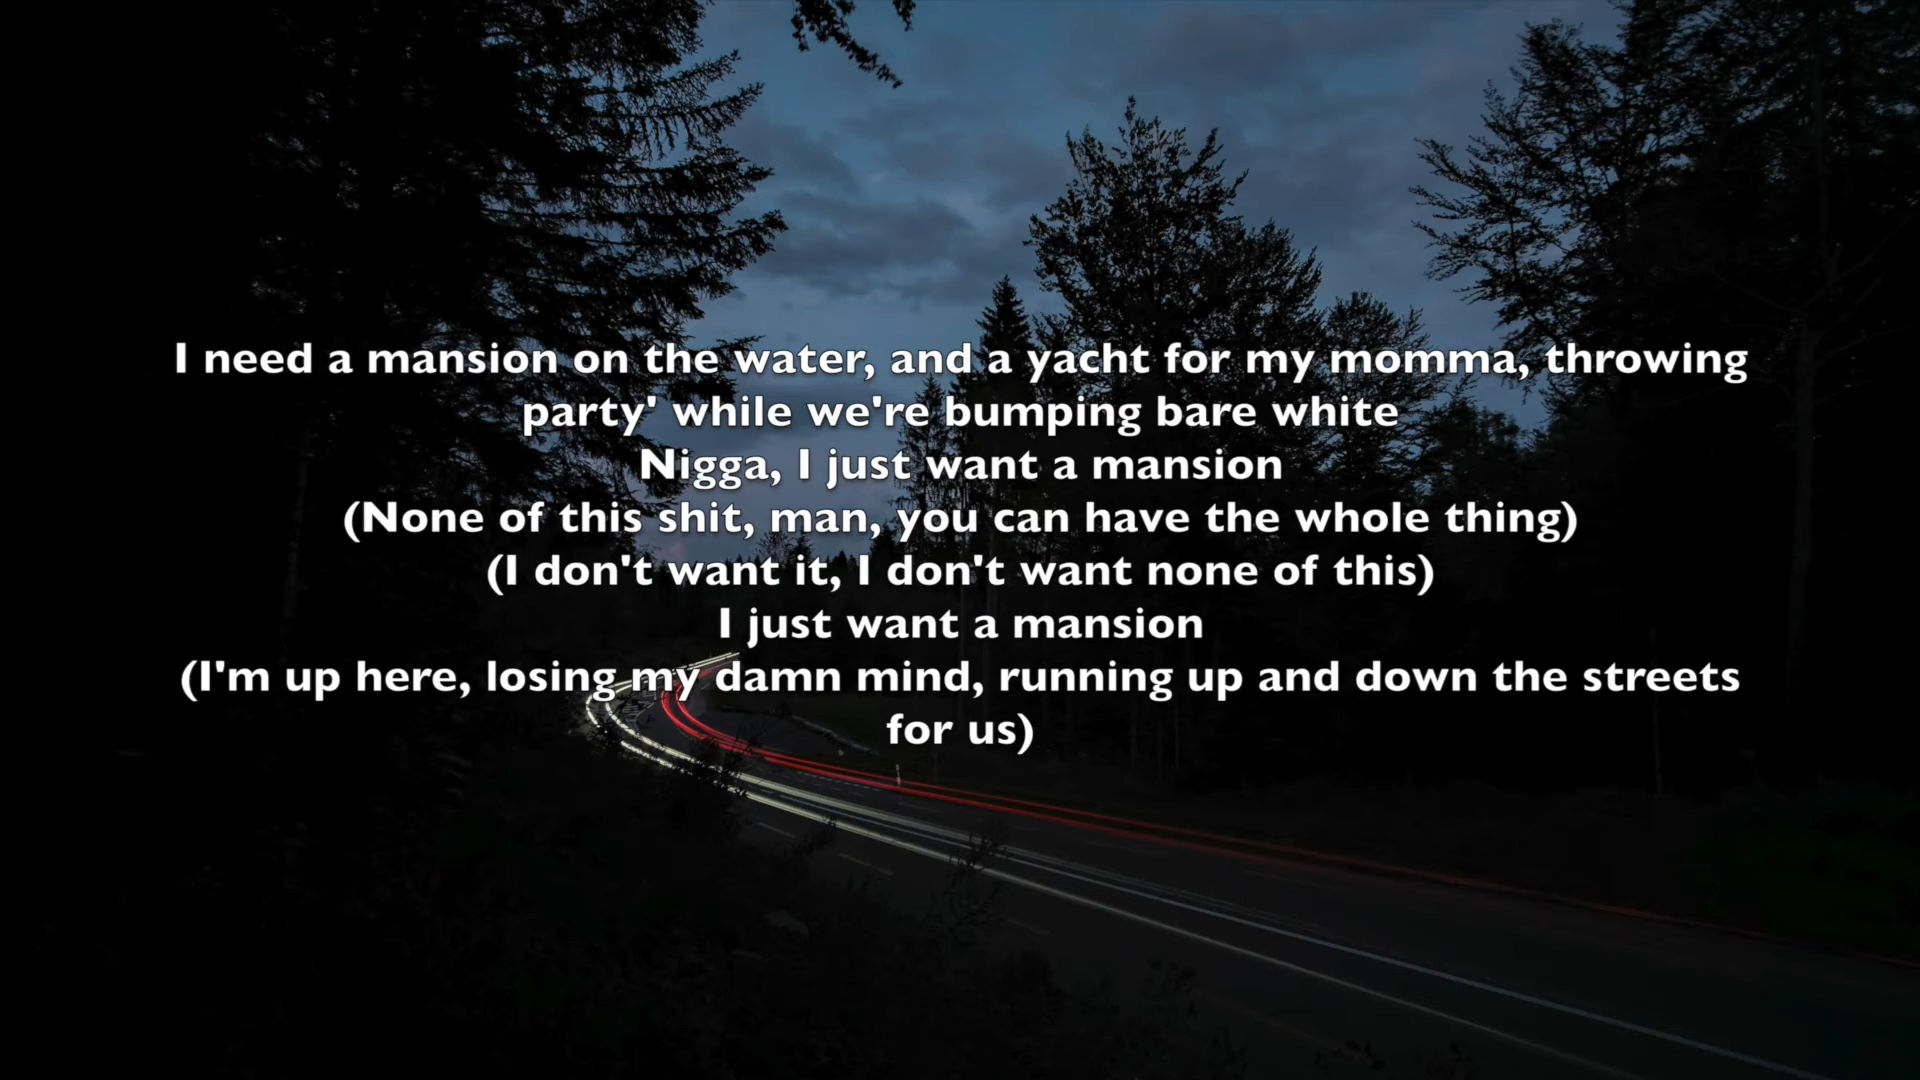 I need a mansion on the water, and a yacht for my momma, throwing
party' while we're bumping bare white
Nigga, I just want a mansion
(None of this shit, man, you can have the whole thing)
(I don't want it, I don't want none of this)
I just want a mansion
(I'm up here, losing my damn mind, running up and down the streets
for us)